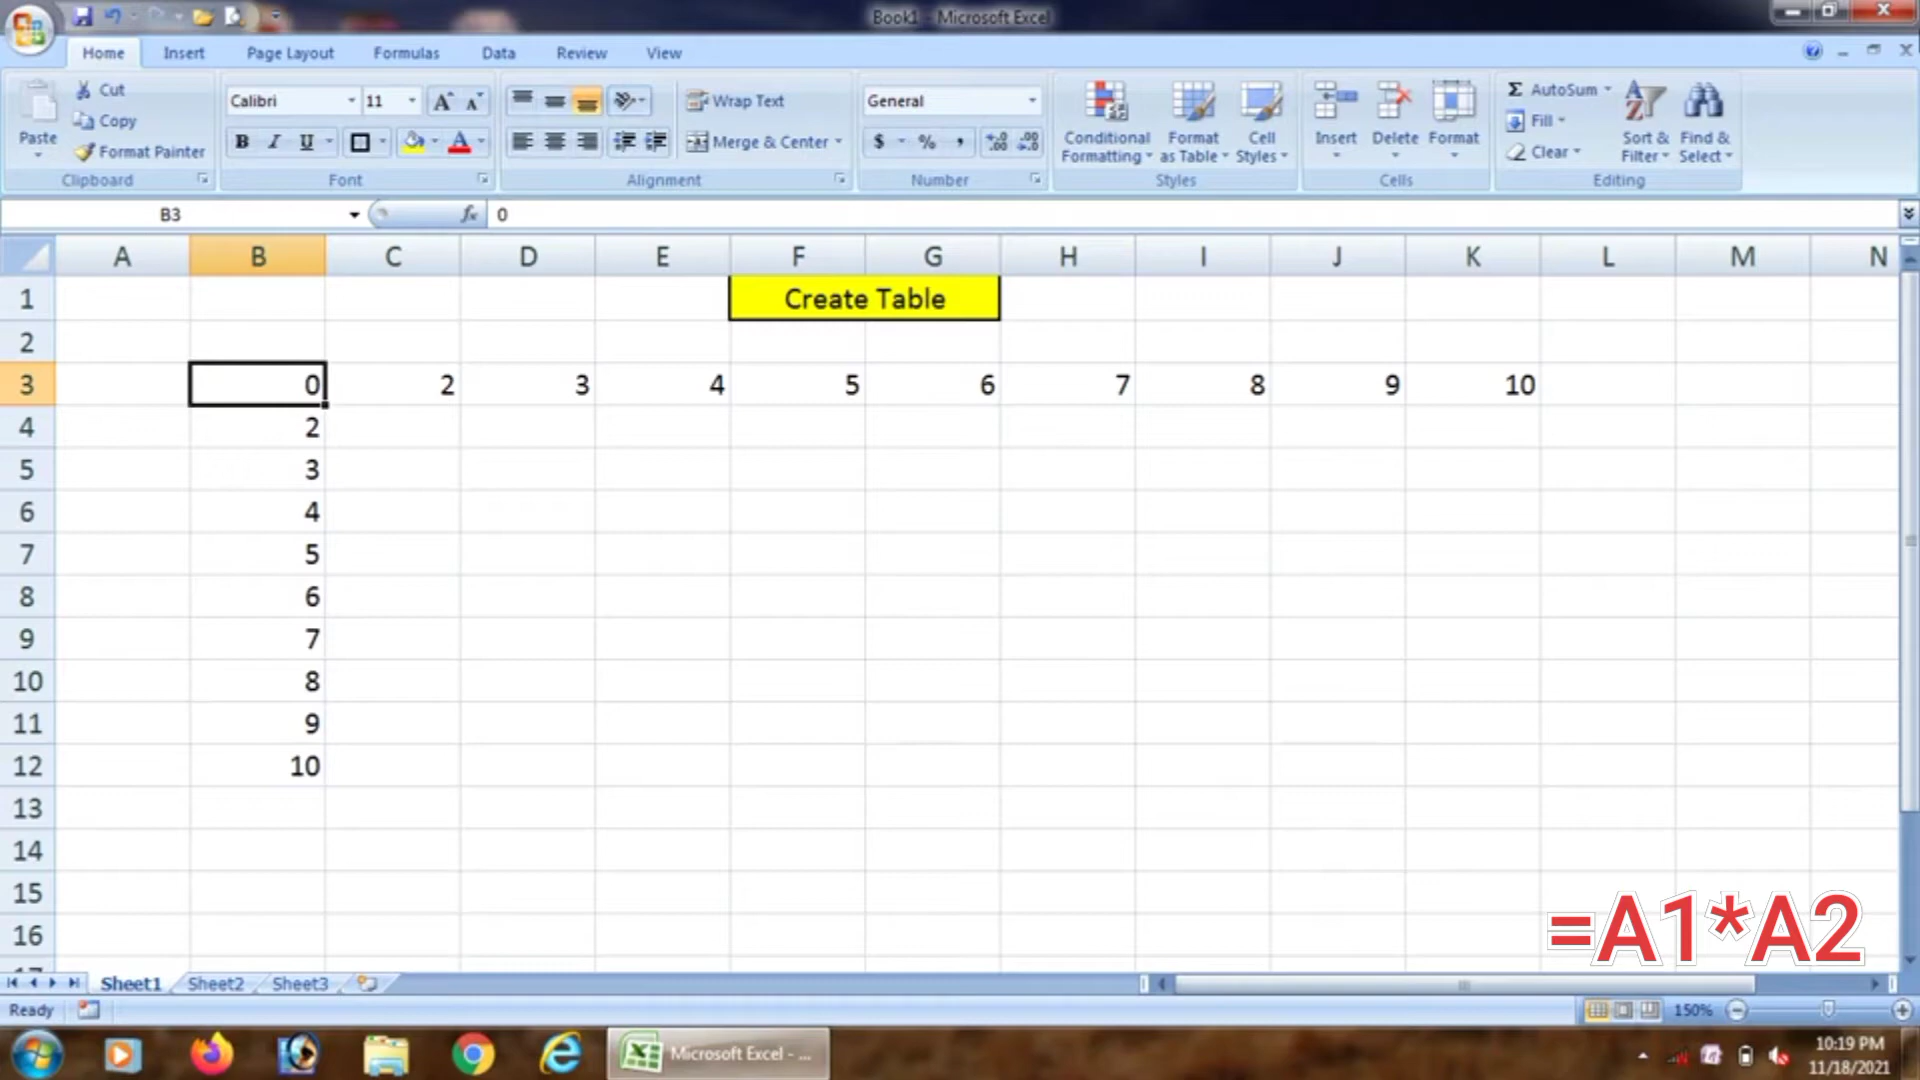 Book1 - Microsoft Excel
Home Insert Page Layout Formulas Data Review View
Paste
Cut
Copy
Format Painter
Clipboard
Calibri 11
B I U
Font
Wrap Text
Merge & Center
Alignment
General
$ % ,
Number
Conditional Formatting
Format as Table
Cell Styles
Styles
Insert Delete Format
Cells
Σ AutoSum
Fill
Clear
Sort & Filter
Find & Select
Editing
B3 fx 0
A B C D E F G H I J K L M N
1 Create Table
2
3 0 2 3 4 5 6 7 8 9 10
4 2
5 3
6 4
7 5
8 6
9 7
10 8
11 9
12 10
13
14
15
16
17
=A1*A2
Sheet1 Sheet2 Sheet3
Ready 150%
Microsoft Excel - ...
10:19 PM
11/18/2021